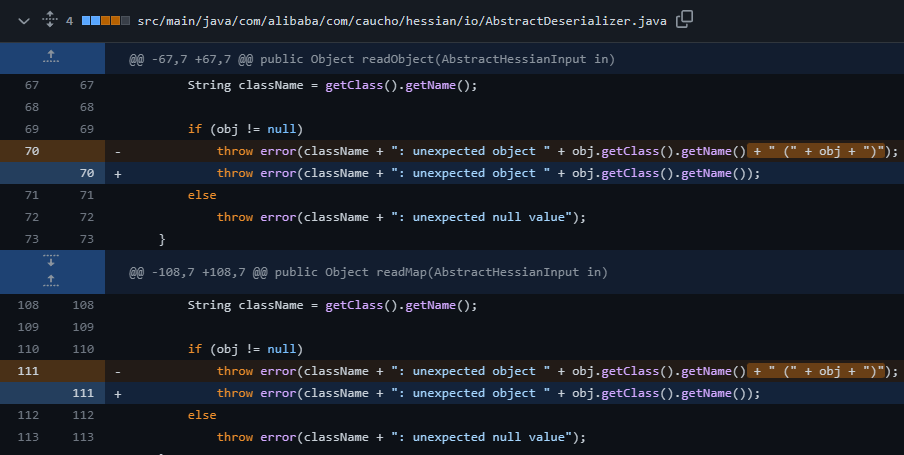 4 src/main/java/com/alibaba/com/caucho/hessian/io/AbstractDeserializer.java
@@ -67,7 +67,7 @@ public Object readObject(AbstractHessianInput in)
67 67 String className = getClass().getName();
68 68
69 69 if (obj != null)
70 - throw error(className + ": unexpected object " + obj.getClass().getName() + " (" + obj + ")");
70 + throw error(className + ": unexpected object " + obj.getClass().getName());
71 71 else
72 72 throw error(className + ": unexpected null value");
73 73 }
@@ -108,7 +108,7 @@ public Object readMap(AbstractHessianInput in)
108 108 String className = getClass().getName();
109 109
110 110 if (obj != null)
111 - throw error(className + ": unexpected object " + obj.getClass().getName() + " (" + obj + ")");
111 + throw error(className + ": unexpected object " + obj.getClass().getName());
112 112 else
113 113 throw error(className + ": unexpected null value");